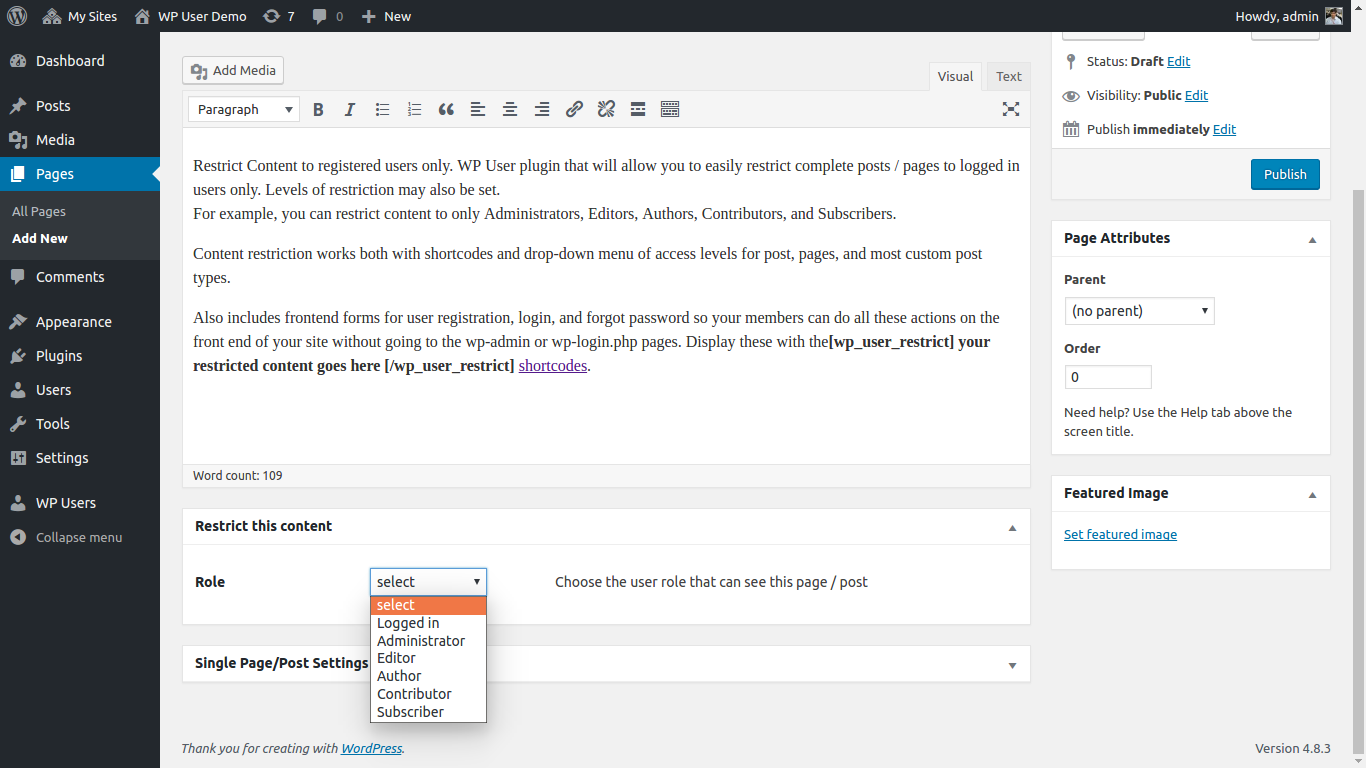 My Sites
WP User Demo
7
0
New
Howdy, admin
Dashboard
Posts
Media
Pages
All Pages
Add New
Comments
Appearance
Plugins
Users
Tools
Settings
WP Users
Collapse menu
Add Media
Visual
Text
Paragraph
B
I
Restrict Content to registered users only. WP User plugin that will allow you to easily restrict complete posts / pages to logged in
users only. Levels of restriction may also be set.
For example, you can restrict content to only Administrators, Editors, Authors, Contributors, and Subscribers.
Content restriction works both with shortcodes and drop-down menu of access levels for post, pages, and most custom post
types.
Also includes frontend forms for user registration, login, and forgot password so your members can do all these actions on the
front end of your site without going to the wp-admin or wp-login.php pages. Display these with the[wp_user_restrict] your
restricted content goes here [/wp_user_restrict] shortcodes.
Word count: 109
Restrict this content
Role
select
Choose the user role that can see this page / post
select
Logged in
Administrator
Editor
Author
Contributor
Subscriber
Single Page/Post Settings
Status: Draft Edit
Visibility: Public Edit
Publish immediately Edit
Publish
Page Attributes
Parent
(no parent)
Order
0
Need help? Use the Help tab above the
screen title.
Featured Image
Set featured image
Thank you for creating with WordPress.
Version 4.8.3